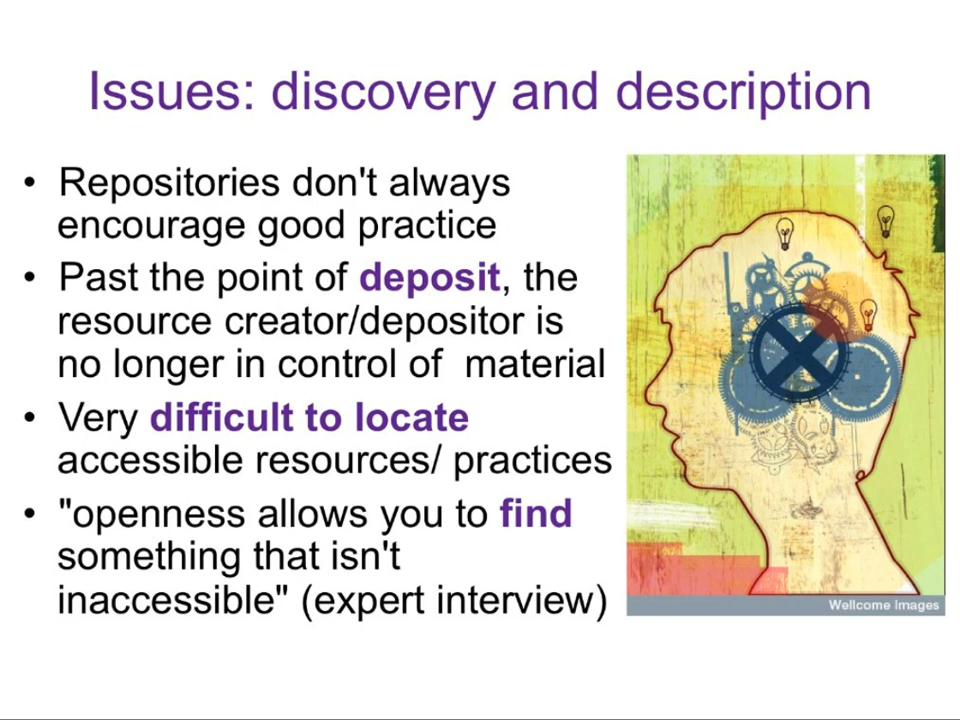 Issues: discovery and description
• Repositories don't always
encourage good practice
• Past the point of deposit, the
resource creator/depositor is
no longer in control of  material
• Very difficult to locate
accessible resources/ practices
• "openness allows you to find
something that isn't
inaccessible" (expert interview)
Wellcome Images